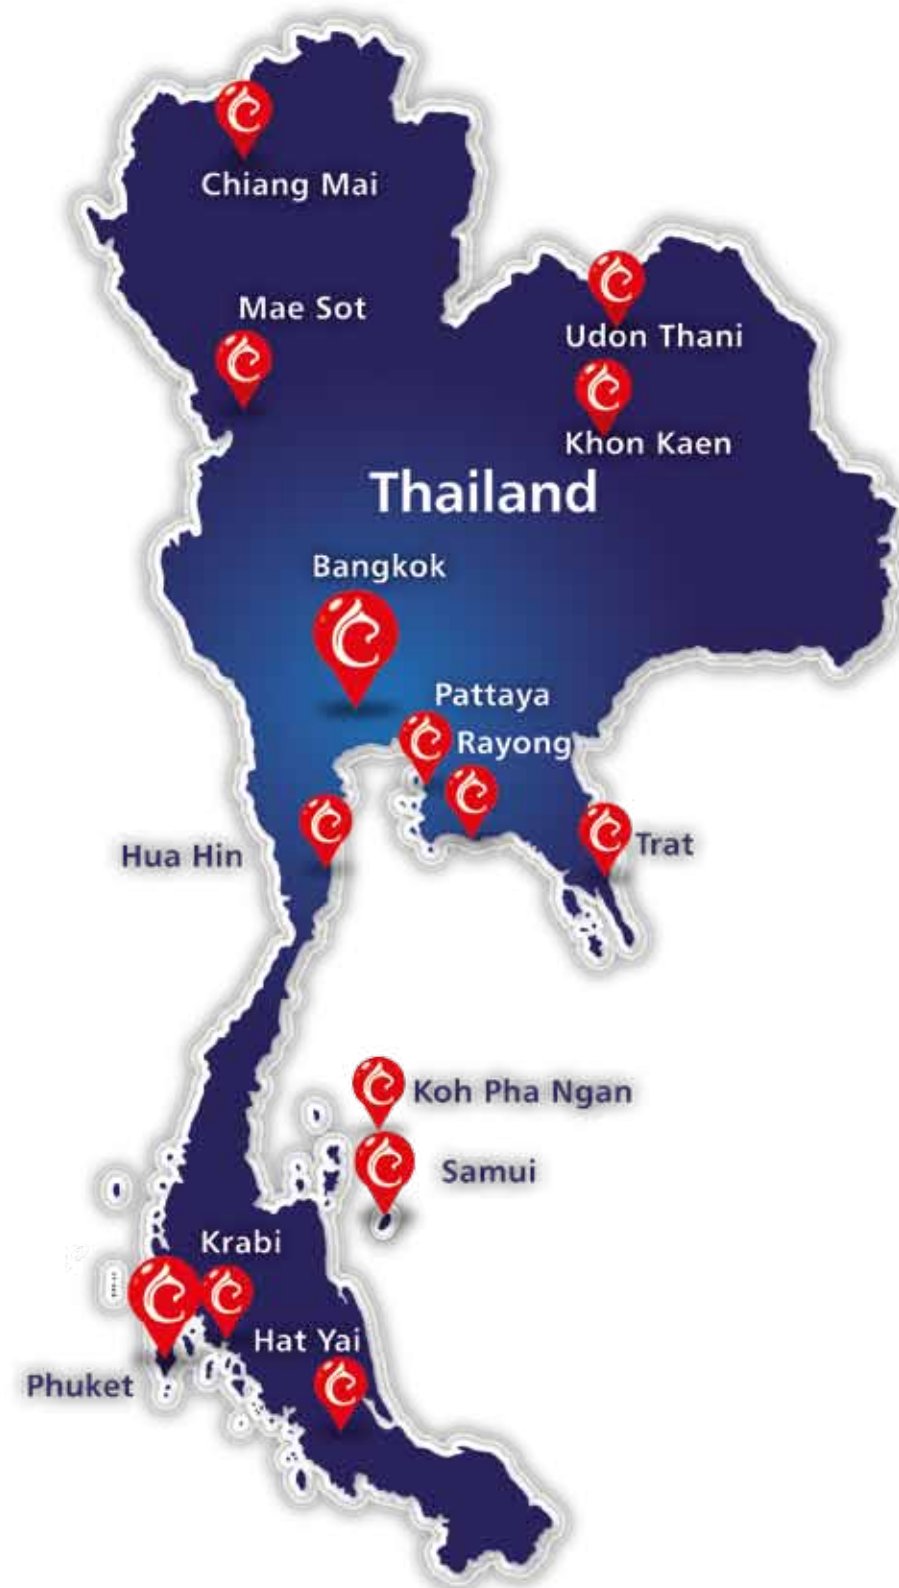 Chiang Mai
Mae Sot
Udon Thani
Khon Kaen
Thailand
Bangkok
Pattaya
Rayong
Hua Hin
Trat
Koh Pha Ngan
Samui
Krabi
Hat Yai
Phuket